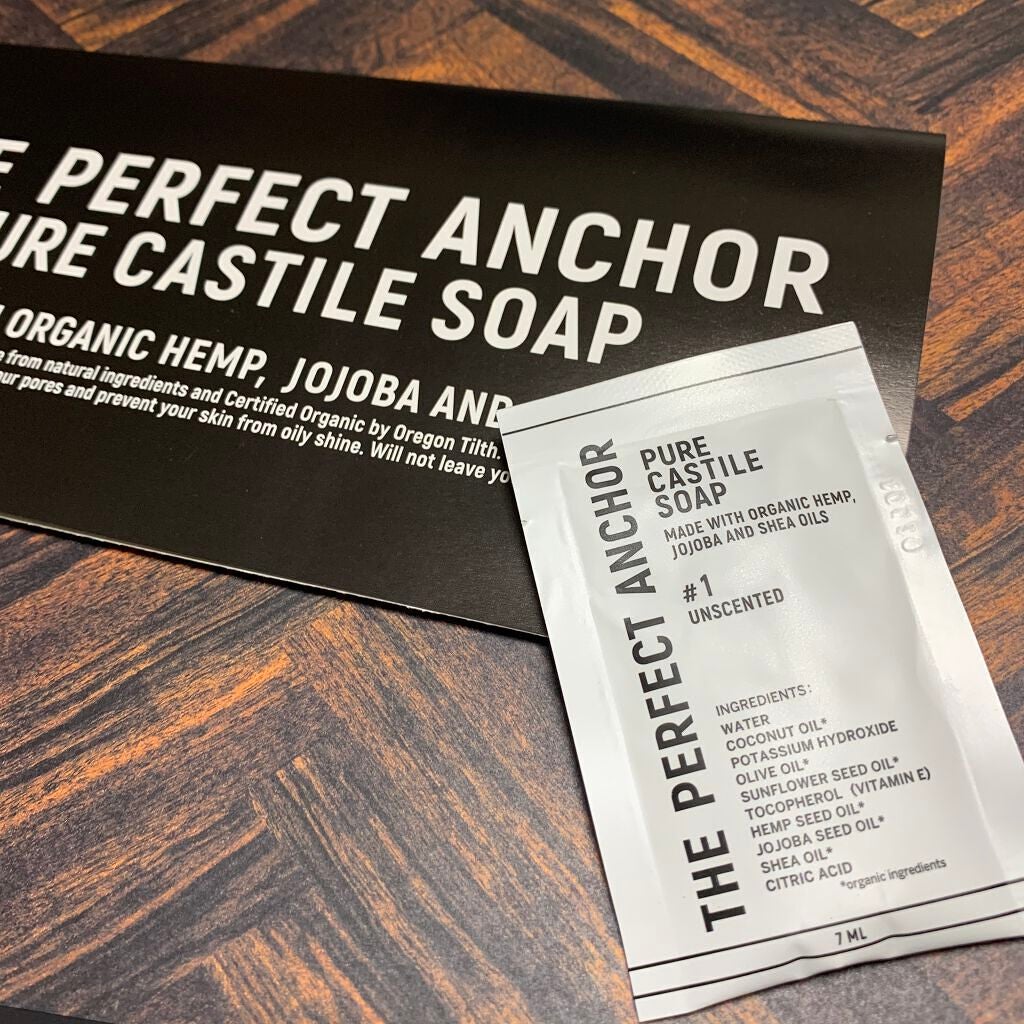 PERFECT ANCHOR
CASTILE SOAP
ORGANIC HEMP, JOJOBA AND
from natural ingredients and Certified Organic by Oregon Tilth.
pores and prevent your skin from oily shine. Will not leave
THE PERFECT ANCHOR
PURE
CASTILE
SOAP
MADE WITH ORGANIC HEMP,
JOJOBA AND SHEA OILS
#1
UNSCENTED
INGREDIENTS:
WATER
COCONUT OIL*
POTASSIUM HYDROXIDE
OLIVE OIL*
SUNFLOWER SEED OIL*
TOCOPHEROL (VITAMIN E)
HEMP SEED OIL*
JOJOBA SEED OIL*
SHEA OIL*
CITRIC ACID
*organic ingredients
7 ML